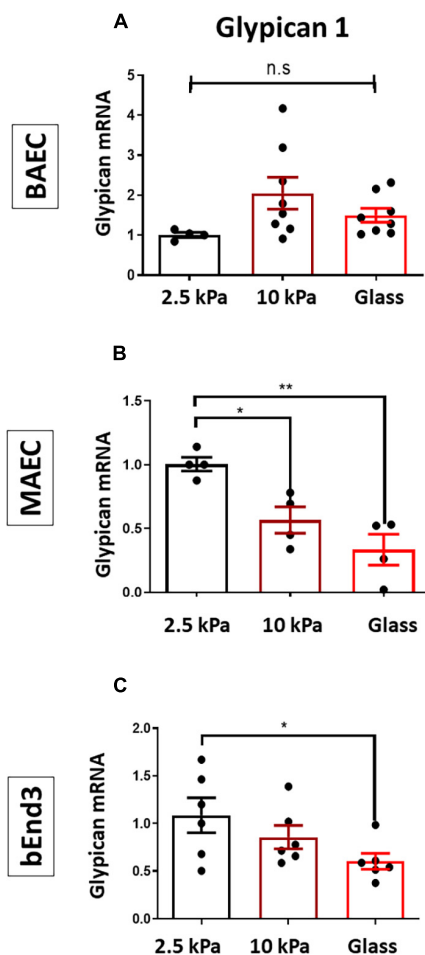 A
Glypican 1
n.s
BAEC
Glypican mRNA
5
4
3
2
1
0
2.5 kPa 10 kPa Glass
B
**
*
MAEC
Glypican mRNA
1.5
1.0
0.5
0.0
2.5 kPa 10 kPa Glass
C
*
bEnd3
Glypican mRNA
2.0
1.5
1.0
0.5
0.0
2.5 kPa 10 kPa Glass